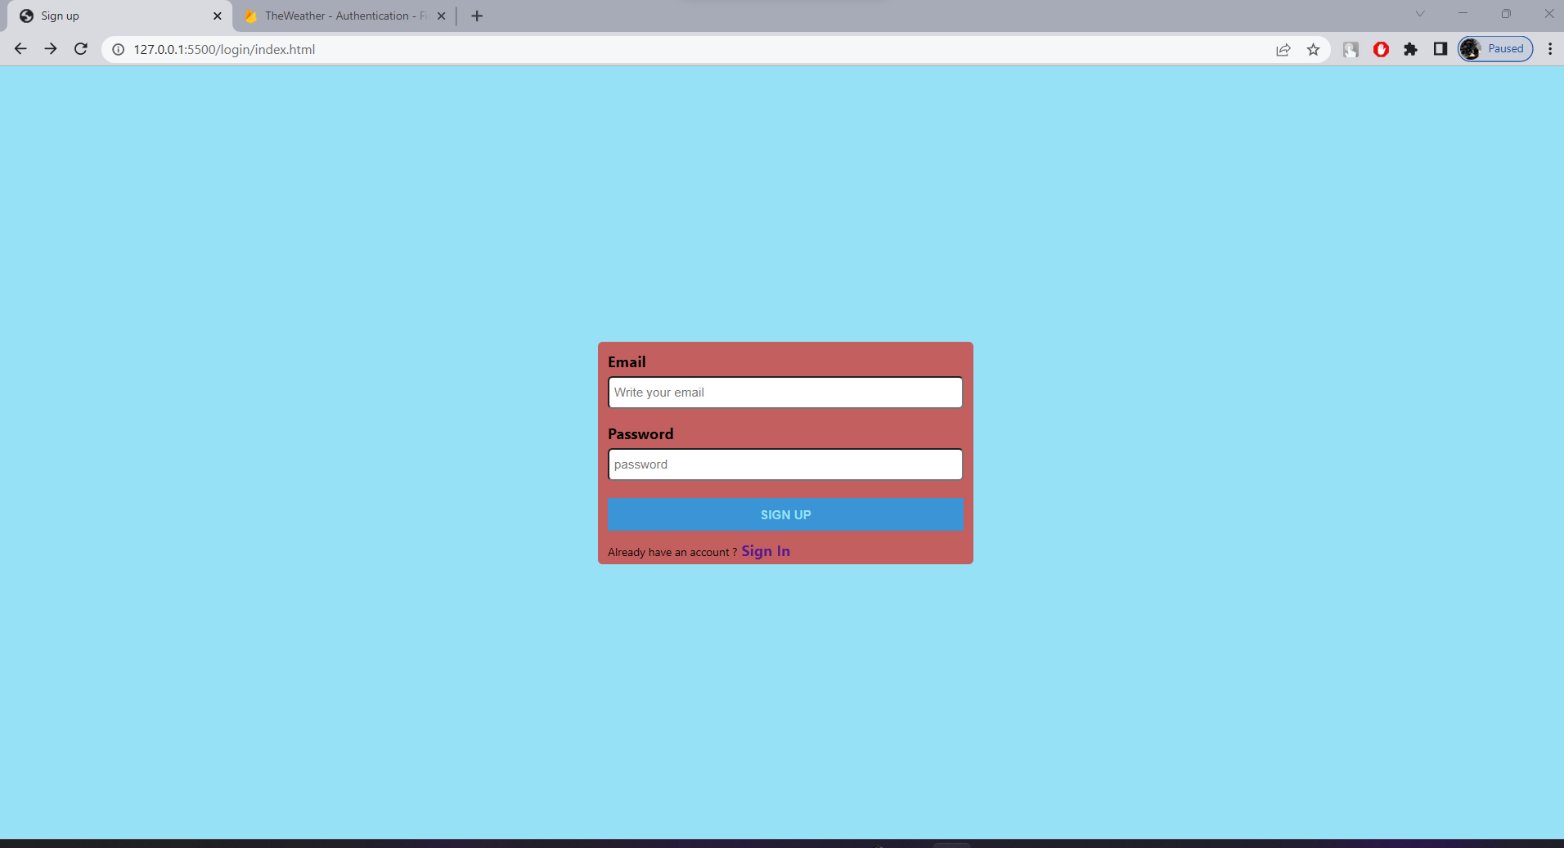 Sign up
TheWeather - Authentication - Fi
127.0.0.1:5500/login/index.html
Paused
Email
Write your email
Password
password
SIGN UP
Already have an account ? Sign In